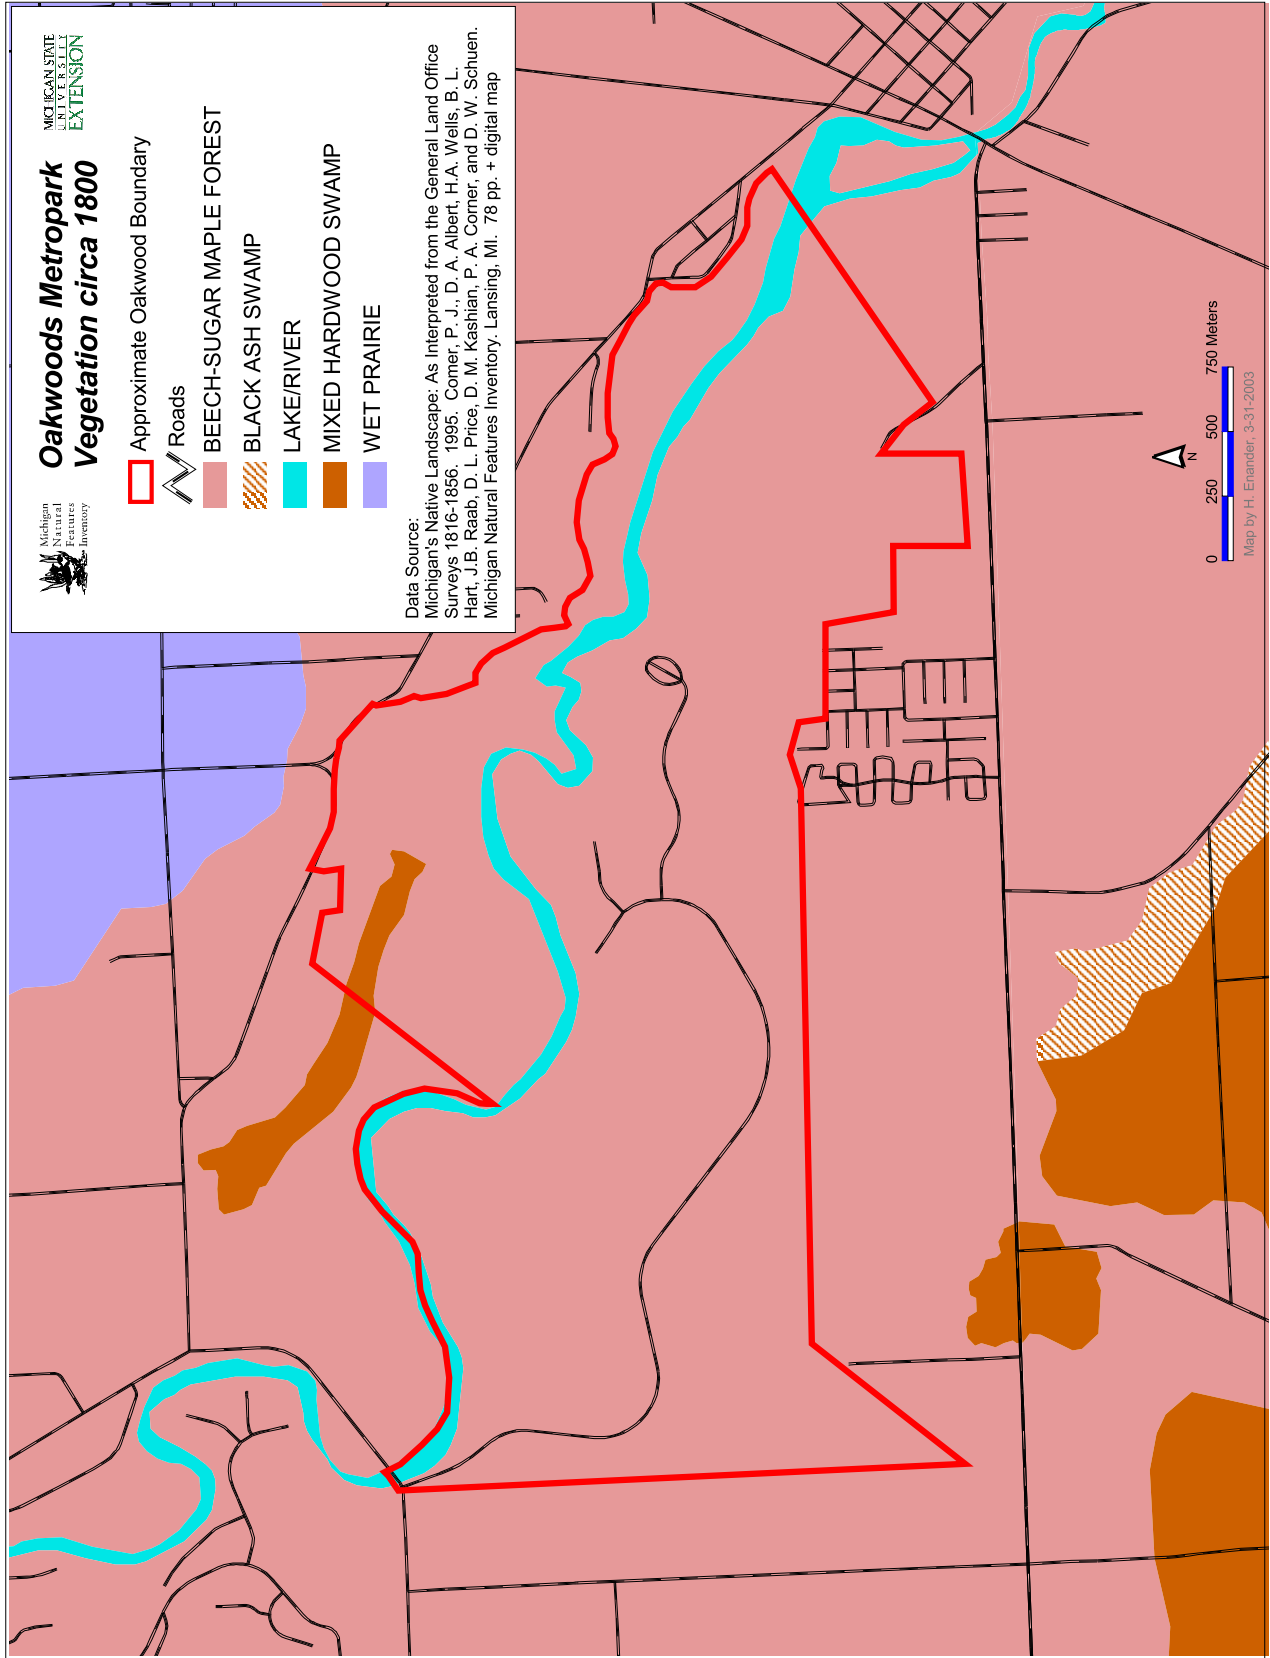 Michigan
Natural
Features
Inventory
Oakwoods Metropark
Vegetation circa 1800
MICHIGAN STATE
UNIVERSITY
EXTENSION
Approximate Oakwood Boundary
Roads
BEECH-SUGAR MAPLE FOREST
BLACK ASH SWAMP
LAKE/RIVER
MIXED HARDWOOD SWAMP
WET PRAIRIE
Data Source:
Michigan's Native Landscape: As Interpreted from the General Land Office
Surveys 1816-1856. 1995. Comer, P. J., D. A. Albert, H.A. Wells, B. L.
Hart, J.B. Raab, D. L. Price, D. M. Kashian, P. A. Corner, and D. W. Schuen.
Michigan Natural Features Inventory. Lansing, MI. 78 pp. + digital map
N
0 250 500 750 Meters
Map by H. Enander, 3-31-2003